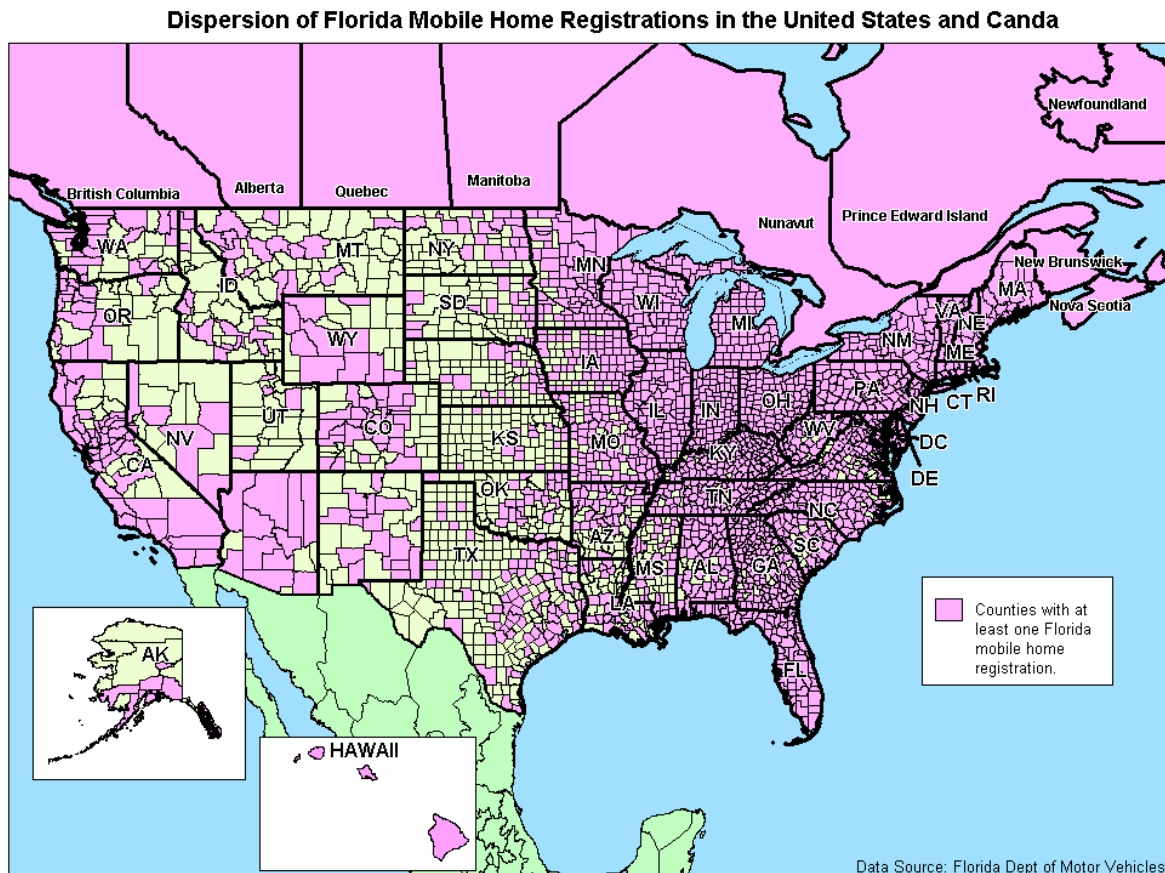 Dispersion of Florida Mobile Home Registrations in the United States and Canda
Newfoundland
British Columbia
Alberta
Quebec
Manitoba
Nunavut
Prince Edward Island
New Brunswick
Nova Scotia
WA
MT
NY
MN
ID
OR
SD
WI
MI
MA
VA
NE
WY
NM
ME
IA
PA
RI
CT
NH
UT
CO
NV
IL
IN
OH
WV
DC
DE
CA
KS
MO
KY
OK
TN
NC
TX
AZ
MS
AL
GA
SC
LA
FL
Counties with at
least one Florida
mobile home
registration.
AK
HAWAII
Data Source: Florida Dept of Motor Vehicles